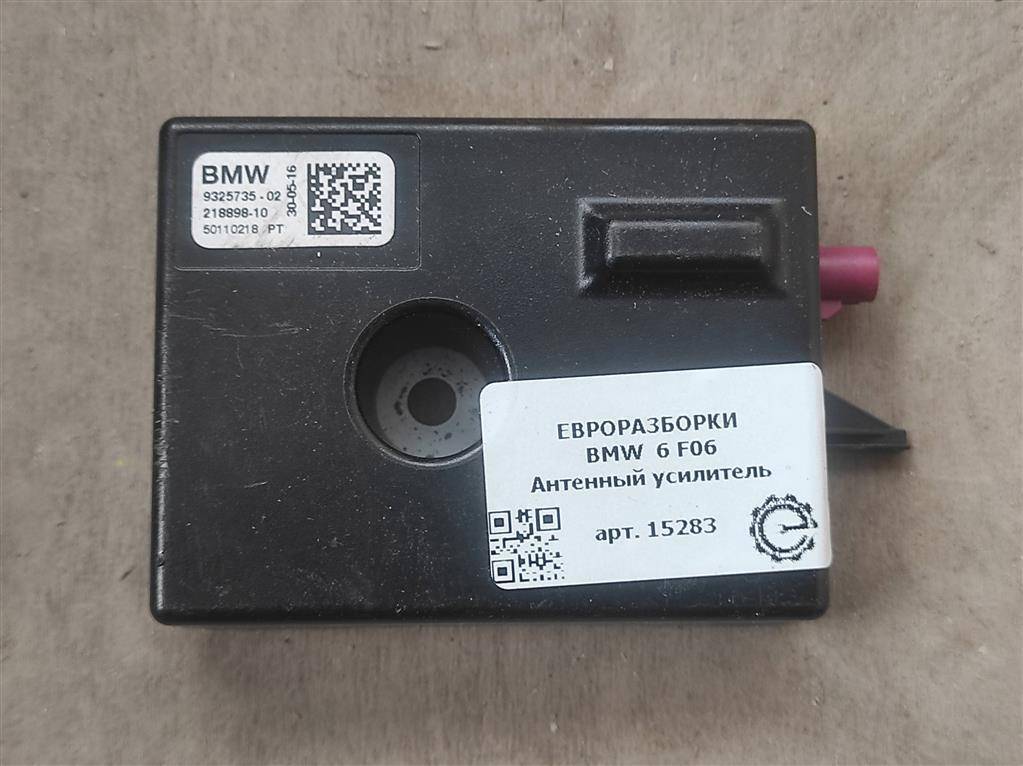 BMW
9325735 - 02
218898-10
50110218 PT
30-05-16
ЕВРОРАЗБОРКИ
BMW 6 F06
Антенный усилитель
арт. 15283